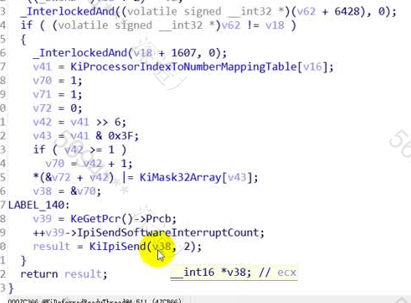 _InterlockedAnd((volatile signed __int32 *)(v62 + 6428), 0);
if ( (volatile signed __int32 *)v62 != v18 )
{
_InterlockedAnd(v18 + 1607, 0);
v41 = KiProcessorIndexToNumberMappingTable[v16];
v70 = 1;
v71 = 1;
v72 = 0;
v42 = v41 >> 6;
v43 = v41 & 0x3F;
if ( v42 >= 1 )
v70 = v42 + 1;
*(&v72 + v42) |= KiMask32Array[v43];
v38 = &v70;
LABEL_140:
v39 = KeGetPcr()->Prcb;
++v39->IpiSendSoftwareInterruptCount;
result = KiIpiSend(v38, 2);
}
__int16 *v38; // ecx
return result;
}